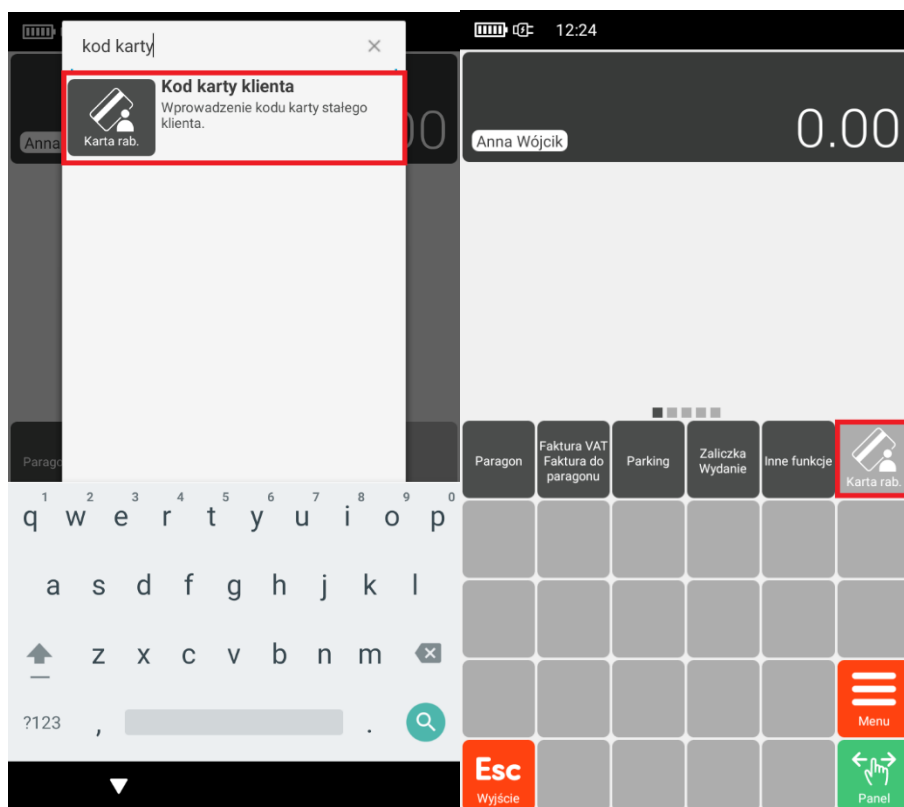 kod karty
Kod karty klienta
Wprowadzenie kodu karty stałego
klienta.
Karta rab.
Anna
00
Parago
1 2 3 4 5 6 7 8 9 0
q w e r t y u i o p
a s d f g h j k l
z x c v b n m
?123 , .
12:24
0.00
Anna Wójcik
Paragon
Faktura VAT
Faktura do
paragonu
Parking
Zaliczka
Wydanie
Inne funkcje
Karta rab.
Menu
Esc
Wyjście
Panel